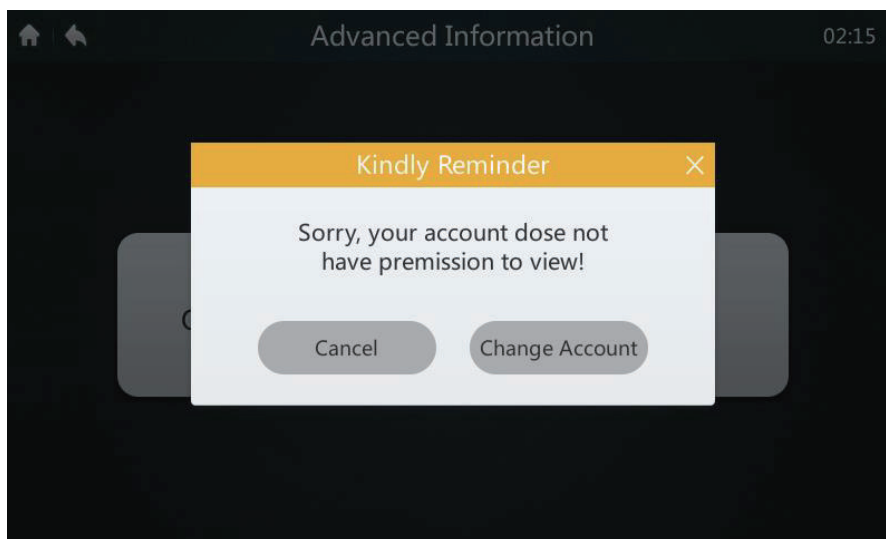 Advanced Information
02:15
Kindly Reminder
Sorry, your account dose not
have premission to view!
Cancel
Change Account